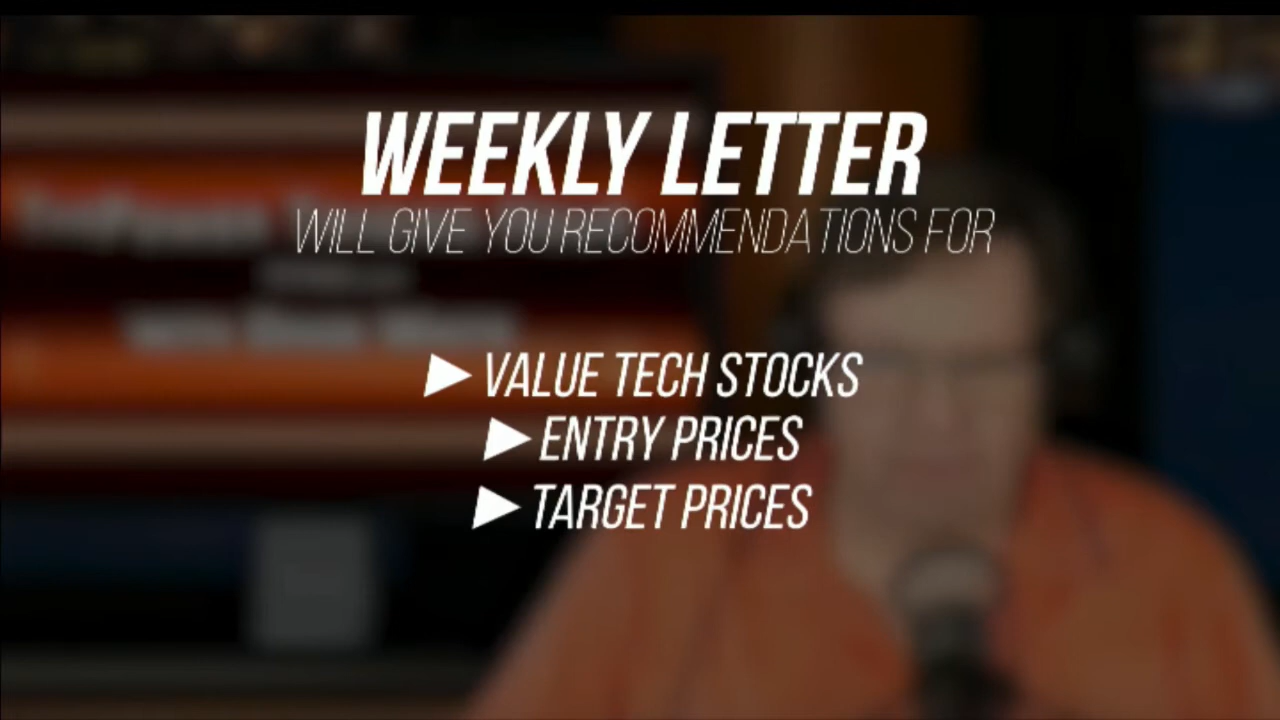 WEEKLY LETTER
WILL GIVE YOU RECOMMENDATIONS FOR
▶ VALUE TECH STOCKS
▶ ENTRY PRICES
▶ TARGET PRICES